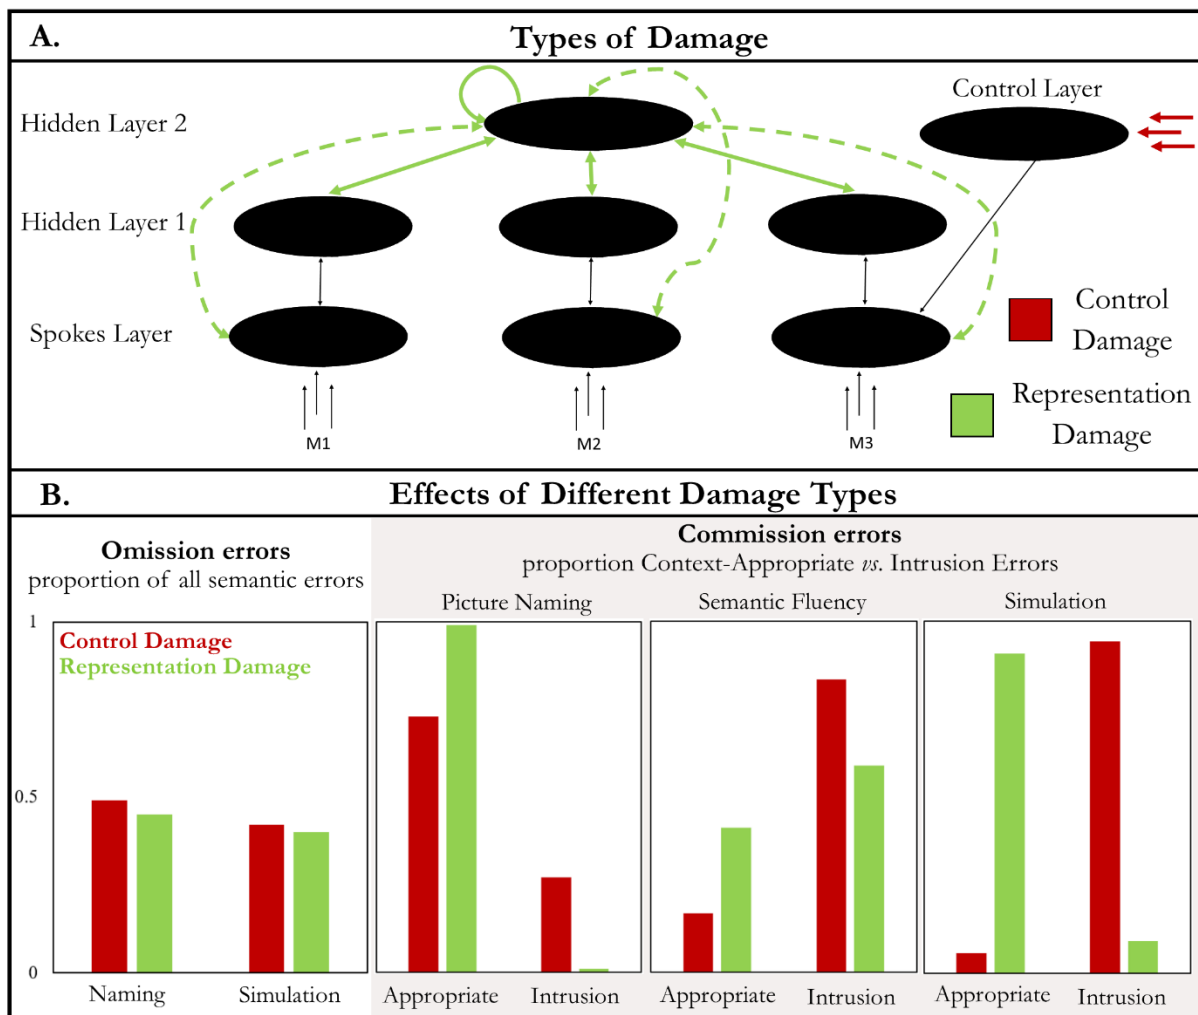 A.
Types of Damage
Control Layer
Hidden Layer 2
Hidden Layer 1
Spokes Layer
Control
Damage
Representation
Damage
M1
M2
M3
B.
Effects of Different Damage Types
Omission errors
proportion of all semantic errors
Commission errors
proportion Context-Appropriate vs. Intrusion Errors
Picture Naming
Semantic Fluency
Simulation
1
Control Damage
Representation Damage
0.5
0
Naming
Simulation
Appropriate
Intrusion
Appropriate
Intrusion
Appropriate
Intrusion